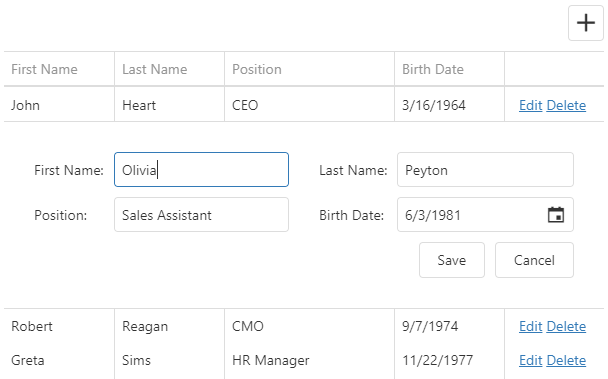 First Name Last Name Position Birth Date
John Heart CEO 3/16/1964 Edit Delete
First Name: Olivia Last Name: Peyton
Position: Sales Assistant Birth Date: 6/3/1981
Save Cancel
Robert Reagan CMO 9/7/1974 Edit Delete
Greta Sims HR Manager 11/22/1977 Edit Delete